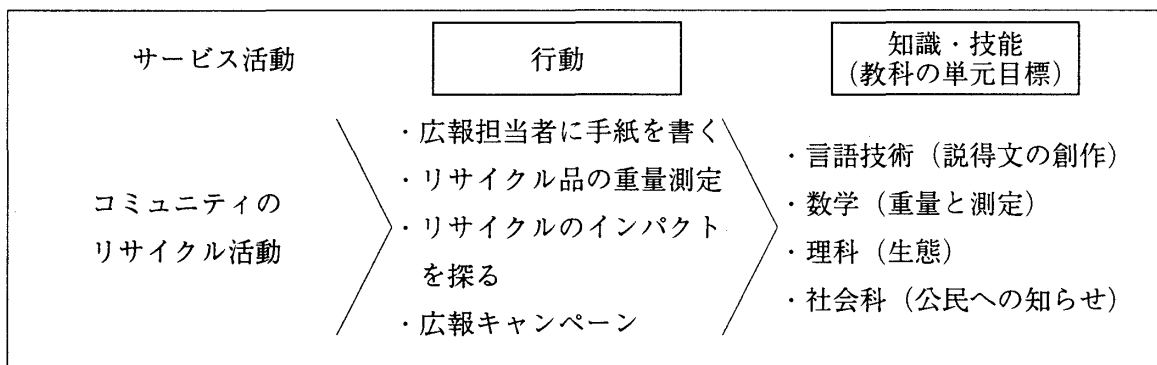 サービス活動
行動
知識・技能
(教科の単元目標)
コミュニティの
リサイクル活動
・広報担当者に手紙を書く
・リサイクル品の重量測定
・リサイクルのインパクト
を探る
・広報キャンペーン
・言語技術（説得文の創作）
・数学（重量と測定）
・理科（生態）
・社会科（公民への知らせ）